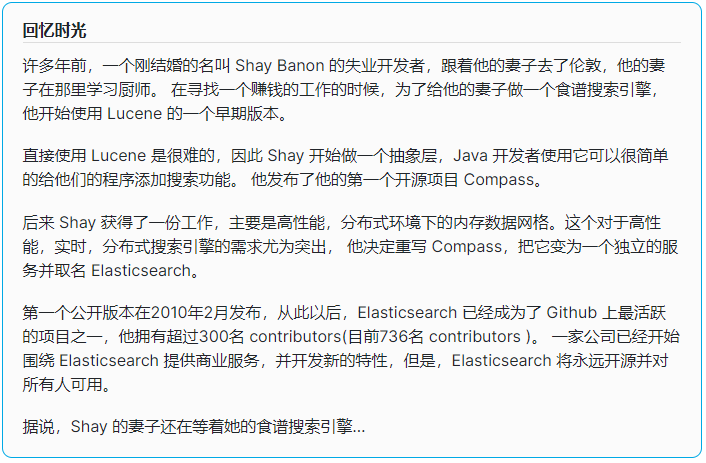 回忆时光
许多年前，一个刚结婚的名叫 Shay Banon 的失业开发者，跟着他的妻子去了伦敦，他的妻
子在那里学习厨师。 在寻找一个赚钱的工作的时候，为了给他的妻子做一个食谱搜索引擎，
他开始使用 Lucene 的一个早期版本。
直接使用 Lucene 是很难的，因此 Shay 开始做一个抽象层，Java 开发者使用它可以很简单
的给他们的程序添加搜索功能。 他发布了他的第一个开源项目 Compass。
后来 Shay 获得了一份工作，主要是高性能，分布式环境下的内存数据网格。这个对于高性
能，实时，分布式搜索引擎的需求尤为突出， 他决定重写 Compass，把它变为一个独立的服
务并取名 Elasticsearch。
第一个公开版本在2010年2月发布，从此以后，Elasticsearch 已经成为了 Github 上最活跃
的项目之一，他拥有超过300名 contributors(目前736名 contributors )。 一家公司已经开始
围绕 Elasticsearch 提供商业服务，并开发新的特性，但是，Elasticsearch 将永远开源并对
所有人可用。
据说，Shay 的妻子还在等着她的食谱搜索引擎…